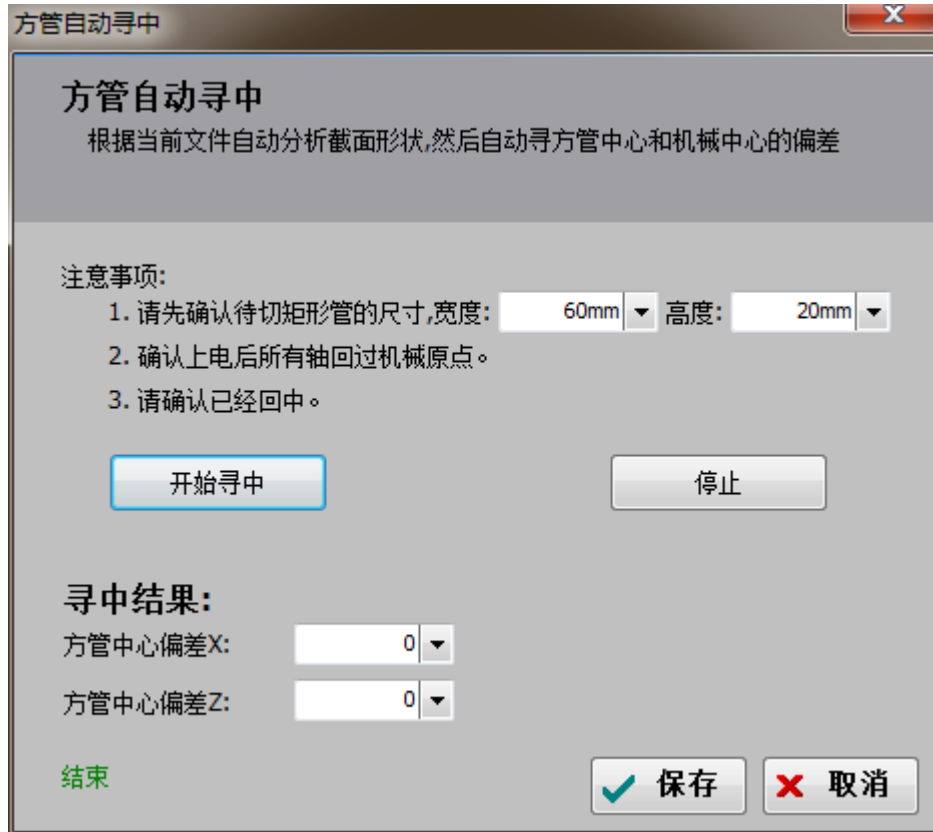 方管自动寻中
方管自动寻中
根据当前文件自动分析截面形状,然后自动寻方管中心和机械中心的偏差
注意事项:
1. 请先确认待切矩形管的尺寸,宽度: 60mm 高度: 20mm
2. 确认上电后所有轴回过机械原点。
3. 请确认已经回中。
开始寻中 停止
寻中结果:
方管中心偏差X: 0
方管中心偏差Z: 0
结束 保存 取消